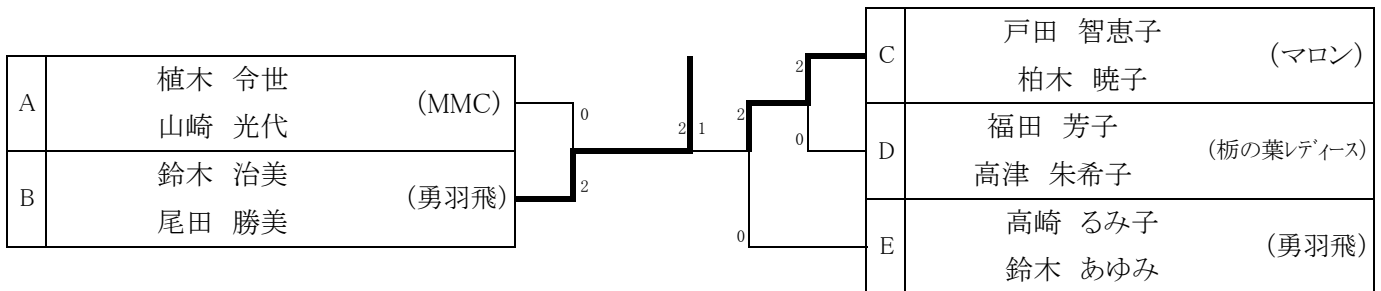 A
植木 令世
山崎 光代
(MMC)
B
鈴木 治美
尾田 勝美
(勇羽飛)
0
2
2
1
2
0
2
0
C
戸田 智恵子
柏木 暁子
(マロン)
D
福田 芳子
高津 朱希子
(栃の葉レディース)
E
高崎 るみ子
鈴木 あゆみ
(勇羽飛)